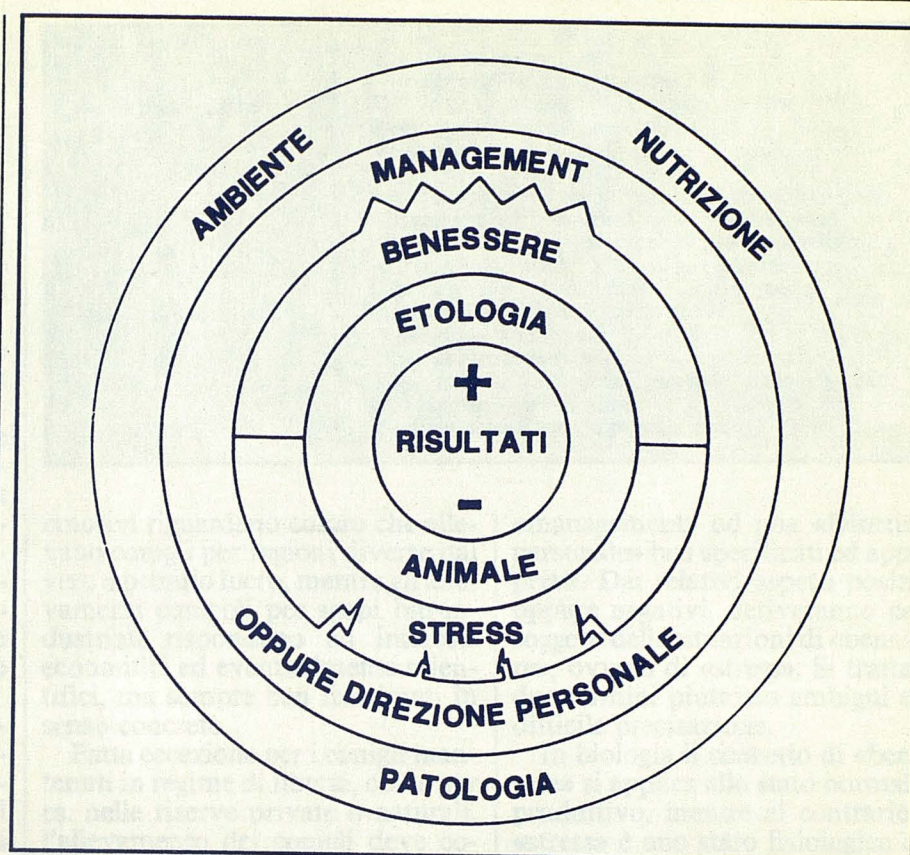 AMBIENTE
NUTRIZIONE
MANAGEMENT
BENESSERE
ETOLOGIA
+
RISULTATI
-
ANIMALE
STRESS
OPPURE DIREZIONE PERSONALE
PATOLOGIA